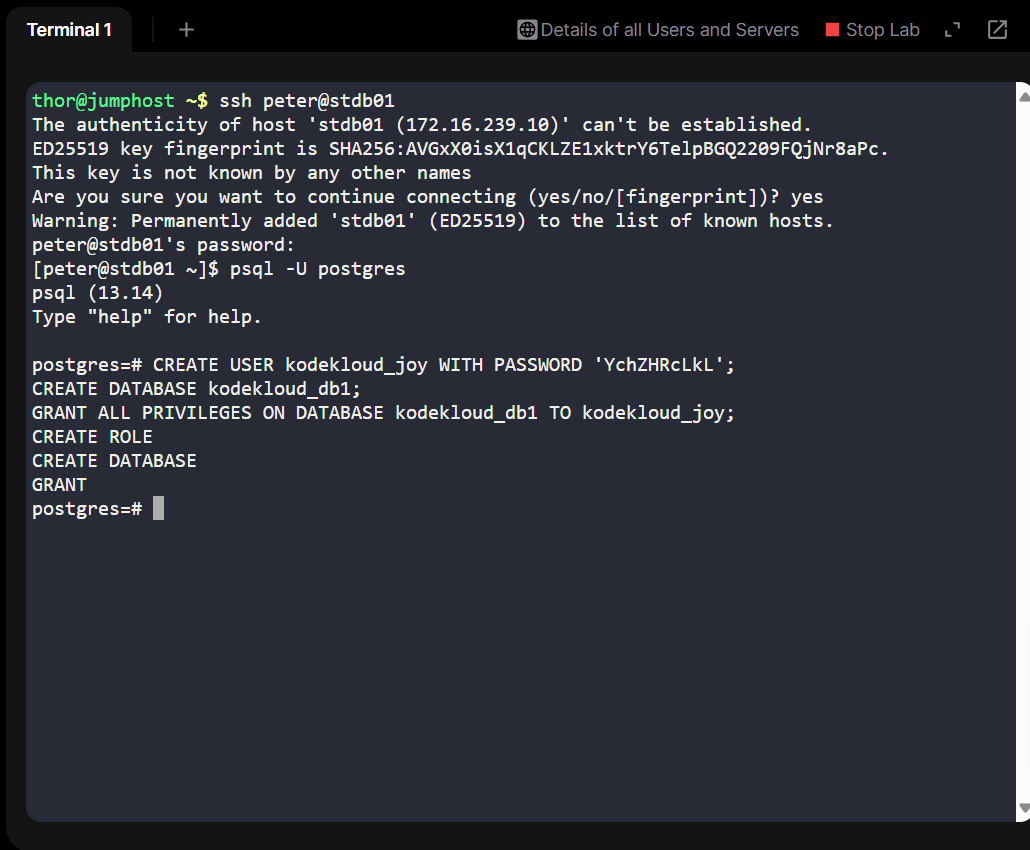 Terminal 1
Details of all Users and Servers
Stop Lab
thor@jumphost ~$ ssh peter@stdb01
The authenticity of host 'stdb01 (172.16.239.10)' can't be established.
ED25519 key fingerprint is SHA256:AVGxX0isX1qCKLZE1xktrY6TelpBGQ2209FQjNr8aPc.
This key is not known by any other names
Are you sure you want to continue connecting (yes/no/[fingerprint])? yes
Warning: Permanently added 'stdb01' (ED25519) to the list of known hosts.
peter@stdb01's password:
[peter@stdb01 ~]$ psql -U postgres
psql (13.14)
Type "help" for help.
postgres=# CREATE USER kodekloud_joy WITH PASSWORD 'YchZHRcLkL';
CREATE DATABASE kodekloud_db1;
GRANT ALL PRIVILEGES ON DATABASE kodekloud_db1 TO kodekloud_joy;
CREATE ROLE
CREATE DATABASE
GRANT
postgres=#